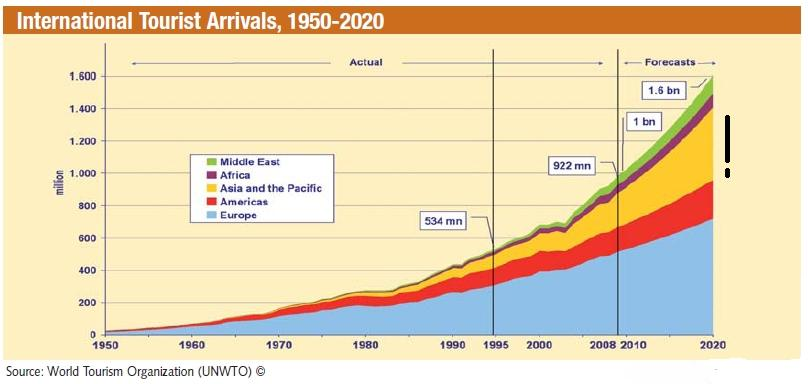 International Tourist Arrivals, 1950-2020
Actual
Forecasts
1.600
1.400
1.200
1.000
800
600
400
200
0
million
1.6 bn
1 bn
922 mn
534 mn
Middle East
Africa
Asia and the Pacific
Americas
Europe
1950 1960 1970 1980 1990 1995 2000 2008 2010 2020
Source: World Tourism Organization (UNWTO) ©